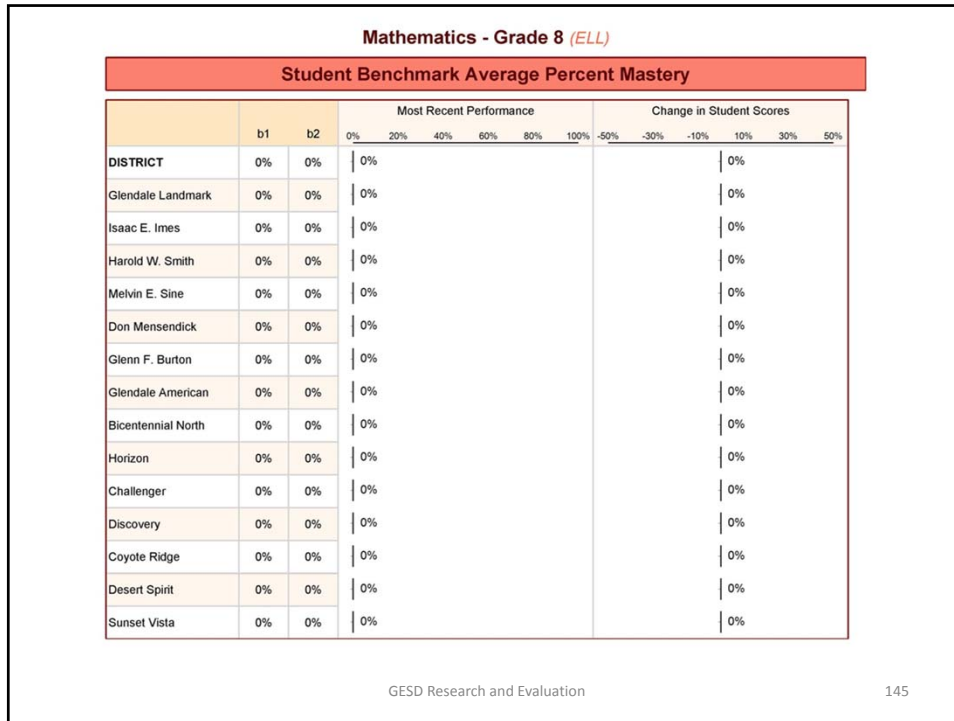 Mathematics - Grade 8 (ELL)
Student Benchmark Average Percent Mastery
Most Recent Performance Change in Student Scores
b1 b2 0% 20% 40% 60% 80% 100% -50% -30% -10% 10% 30% 50%
DISTRICT 0% 0% 0% 0%
Glendale Landmark 0% 0% 0% 0%
Isaac E. Imes 0% 0% 0% 0%
Harold W. Smith 0% 0% 0% 0%
Melvin E. Sine 0% 0% 0% 0%
Don Mensendick 0% 0% 0% 0%
Glenn F. Burton 0% 0% 0% 0%
Glendale American 0% 0% 0% 0%
Bicentennial North 0% 0% 0% 0%
Horizon 0% 0% 0% 0%
Challenger 0% 0% 0% 0%
Discovery 0% 0% 0% 0%
Coyote Ridge 0% 0% 0% 0%
Desert Spirit 0% 0% 0% 0%
Sunset Vista 0% 0% 0% 0%
GESD Research and Evaluation 145